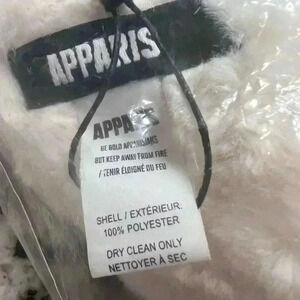 APPARIS
APPARIS
BE BOLD APPARISIANS
BUT KEEP AWAY FROM FIRE
/ TENIR ÉLOIGNÉ DU FEU
SHELL / EXTÉRIEUR:
100% POLYESTER
DRY CLEAN ONLY
NETTOYER À SEC